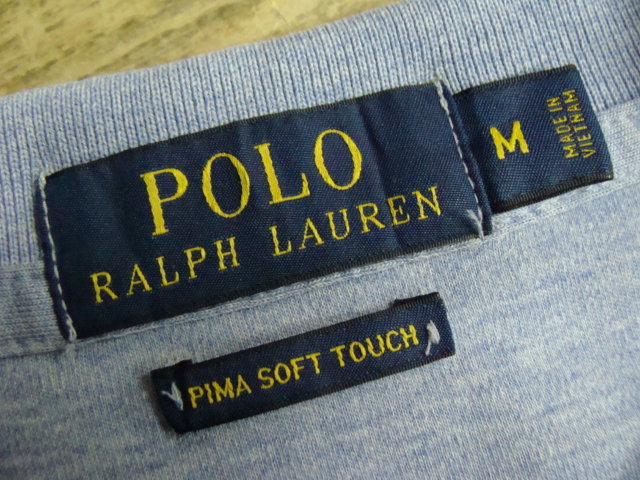 POLO
RALPH LAUREN
M
MADE IN
VIETNAM
PIMA SOFT TOUCH